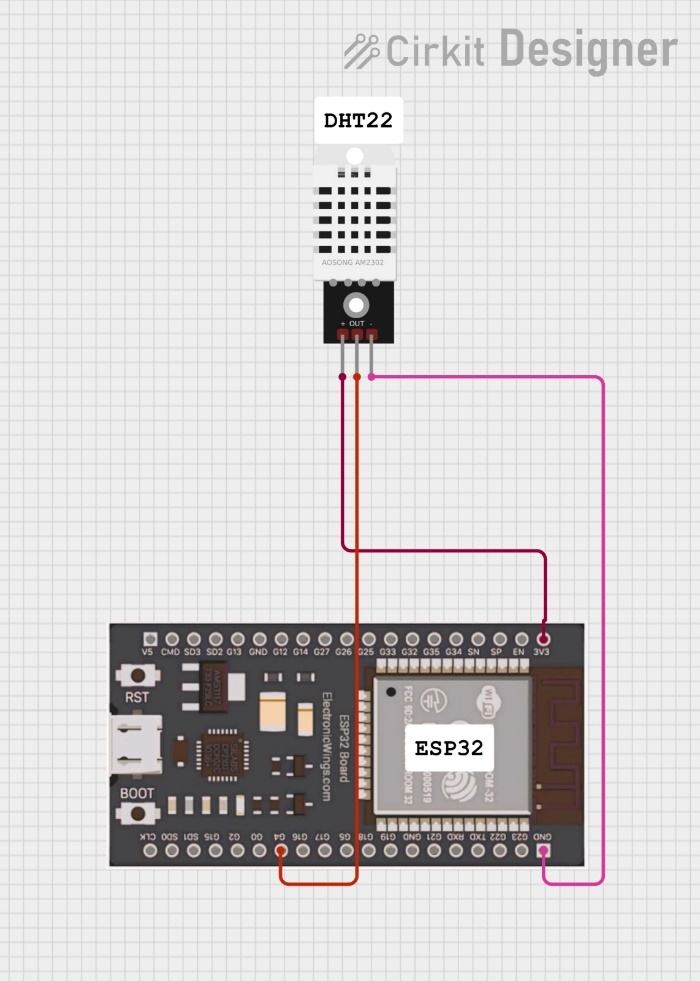 Cirkit Designer
DHT22
AOSONG AM2302
+ OUT -
V5 CMD SD3 SD2 G13 GND G12 G14 G27 G26 G25 G33 G32 G35 G34 SN SP EN 3V3
RST
WiFi
ESP32 Board
ElectronicWings.com
ESP32
BOOT
CLK SD0 SD1 G15 G2 G0 G4 G16 G17 G5 G18 G19 GND G21 RXD TXD G22 G23 GND